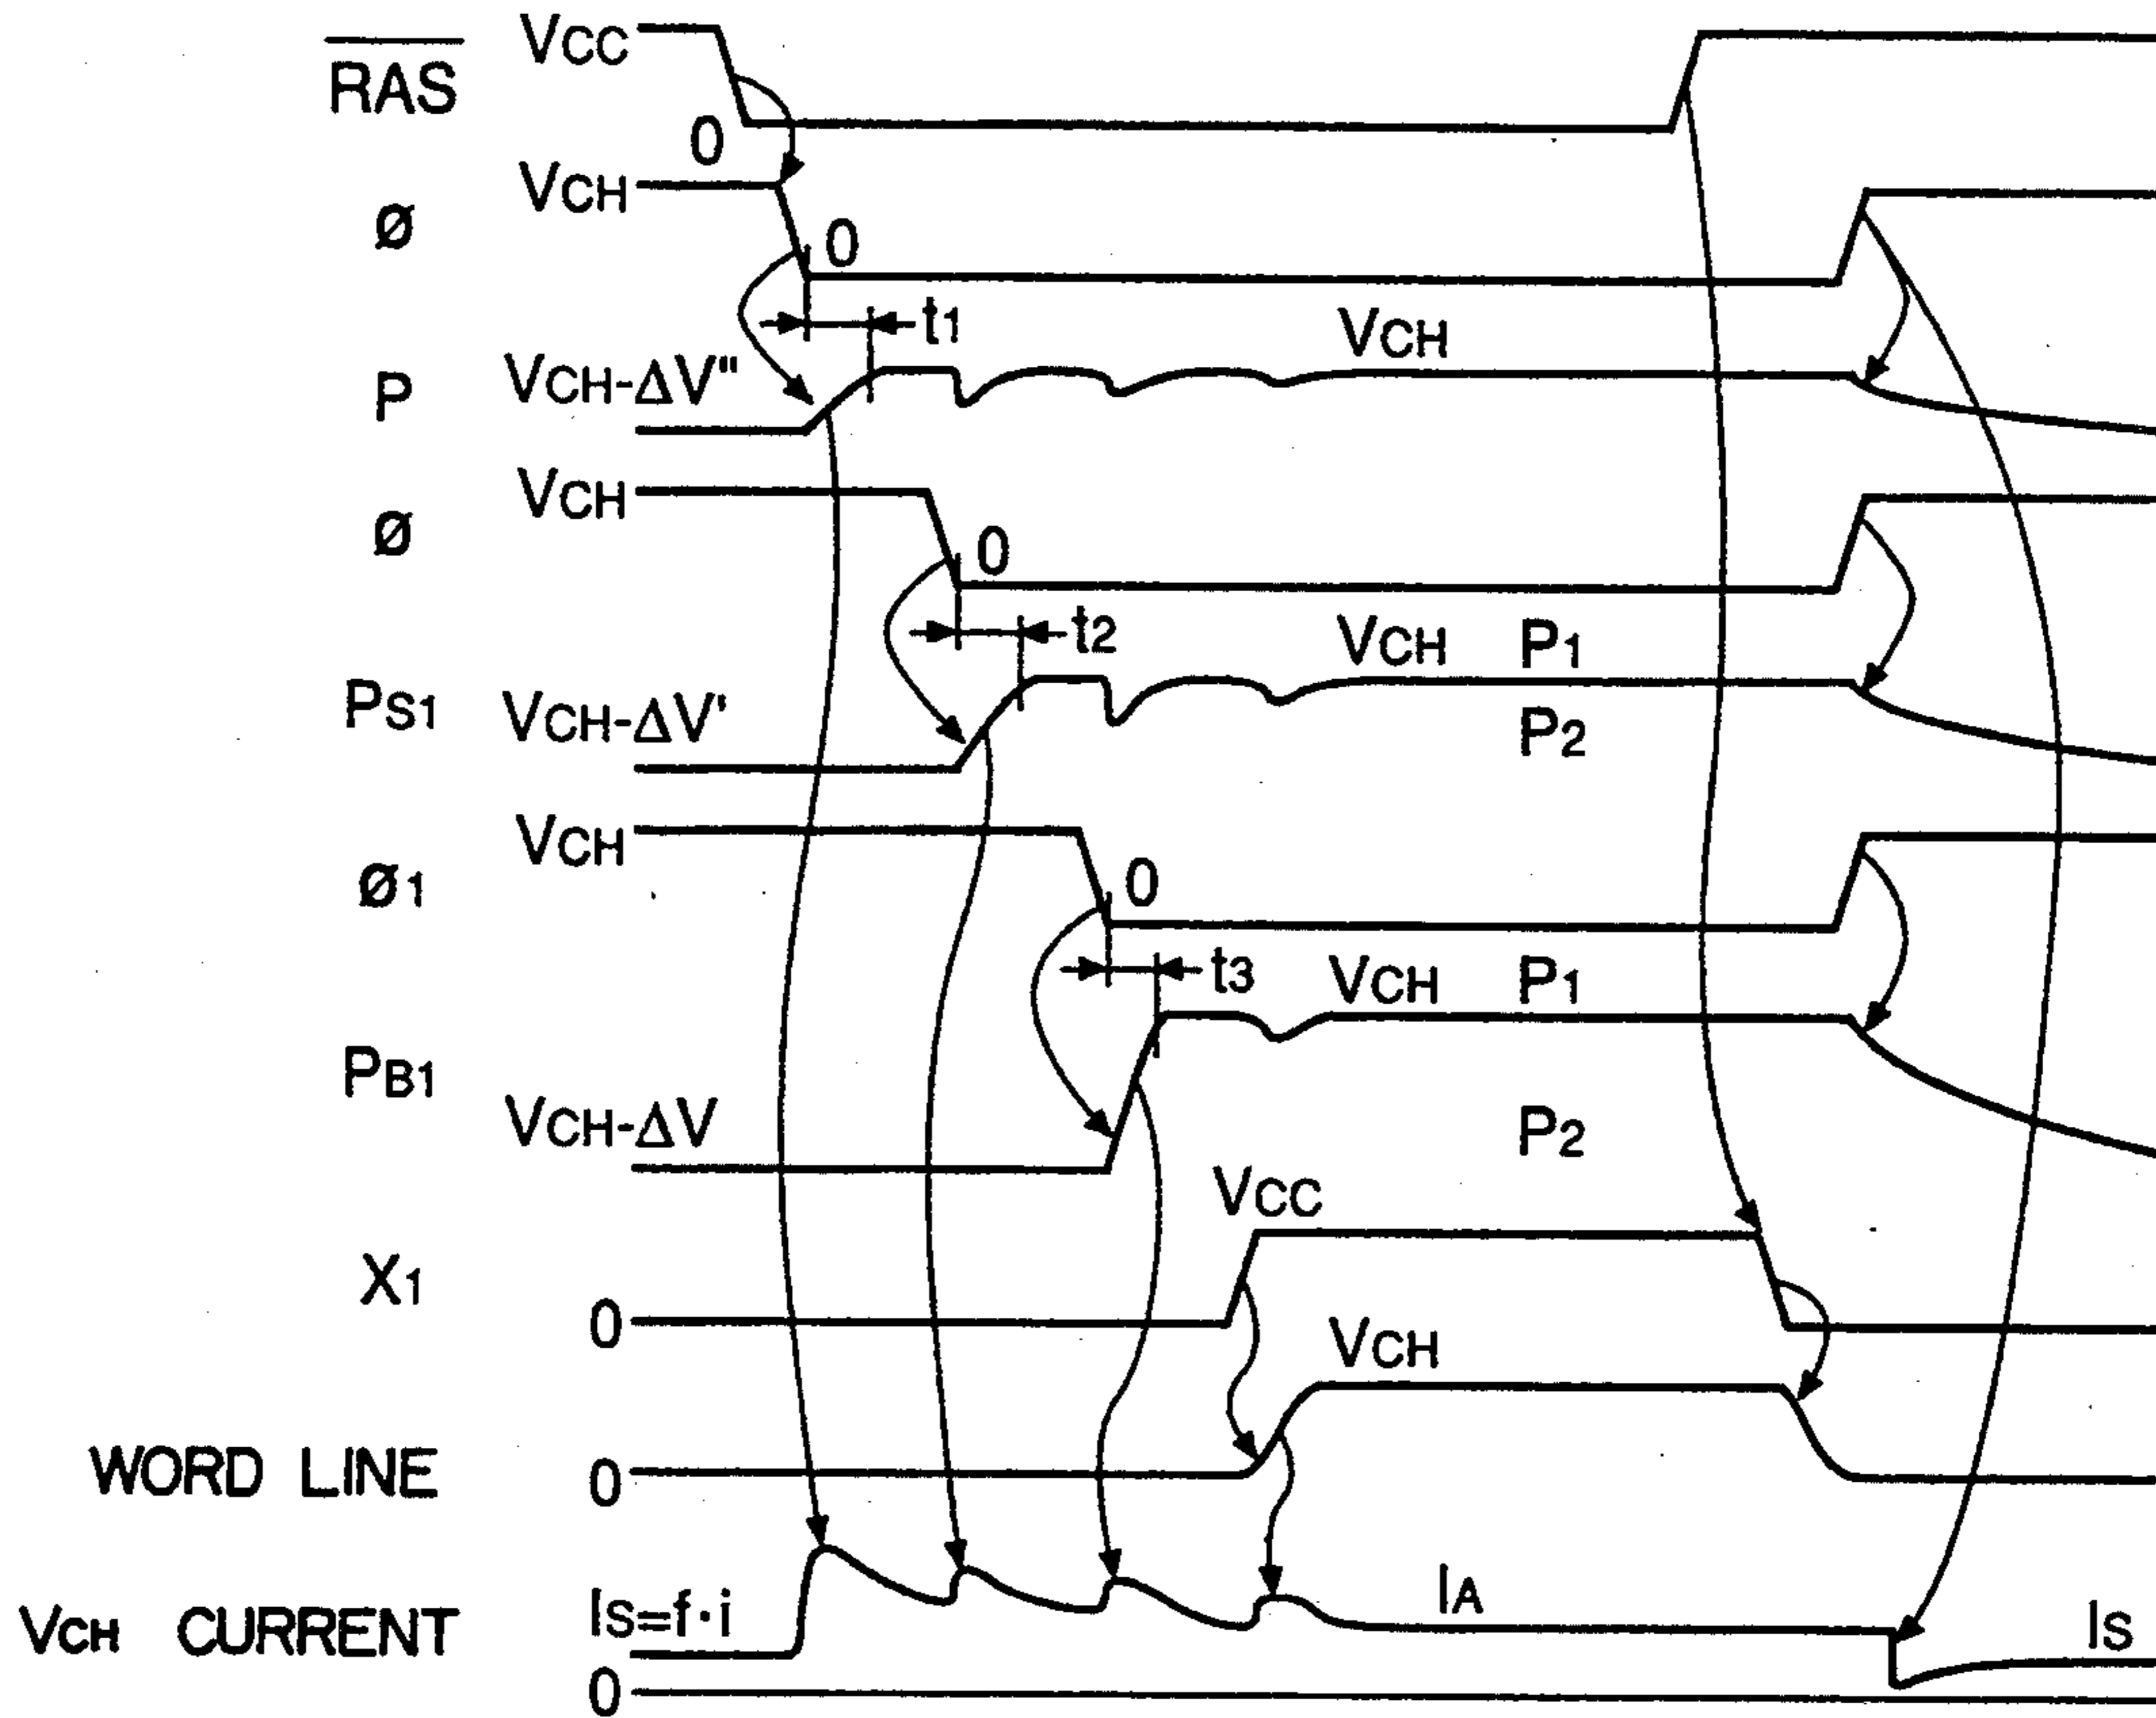 RAS VCC
0
VCH
Ø 0
t1
VCH
P VCH-ΔV"
VCH
Ø 0
t2
VCH P1
PS1 VCH-ΔV' P2
VCH
Ø1 0
t3
VCH P1
PB1
VCH-ΔV P2
VCC
X1
0
VCH
WORD LINE 0
IA
VCH CURRENT IS=f·i IS
0